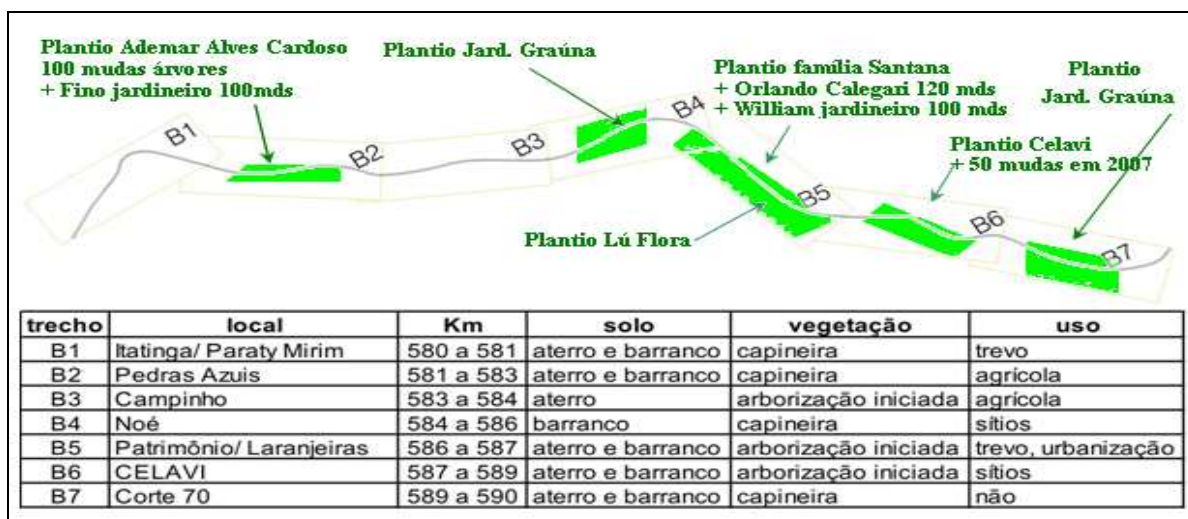 Plantio Ademar Alves Cardoso
100 mudas árvores
+ Fino jardineiro 100mds
Plantio Jard. Graúna
Plantio família Santana
+ Orlando Calegari 120 mds
+ William jardineiro 100 mds
Plantio
Jard. Graúna
Plantio Celavi
+ 50 mudas em 2007
Plantio Lú Flora
B1
B2
B3
B4
B5
B6
B7
trecho local Km solo vegetação uso
B1 Itatinga/ Paraty Mirim 580 a 581 aterro e barranco capineira trevo
B2 Pedras Azuis 581 a 583 aterro e barranco capineira agrícola
B3 Campinho 583 a 584 aterro arborização iniciada agrícola
B4 Noé 584 a 586 barranco capineira sítios
B5 Patrimônio/ Laranjeiras 586 a 587 aterro e barranco arborização iniciada trevo, urbanização
B6 CELAVI 587 a 589 aterro e barranco arborização iniciada sítios
B7 Corte 70 589 a 590 aterro e barranco capineira não